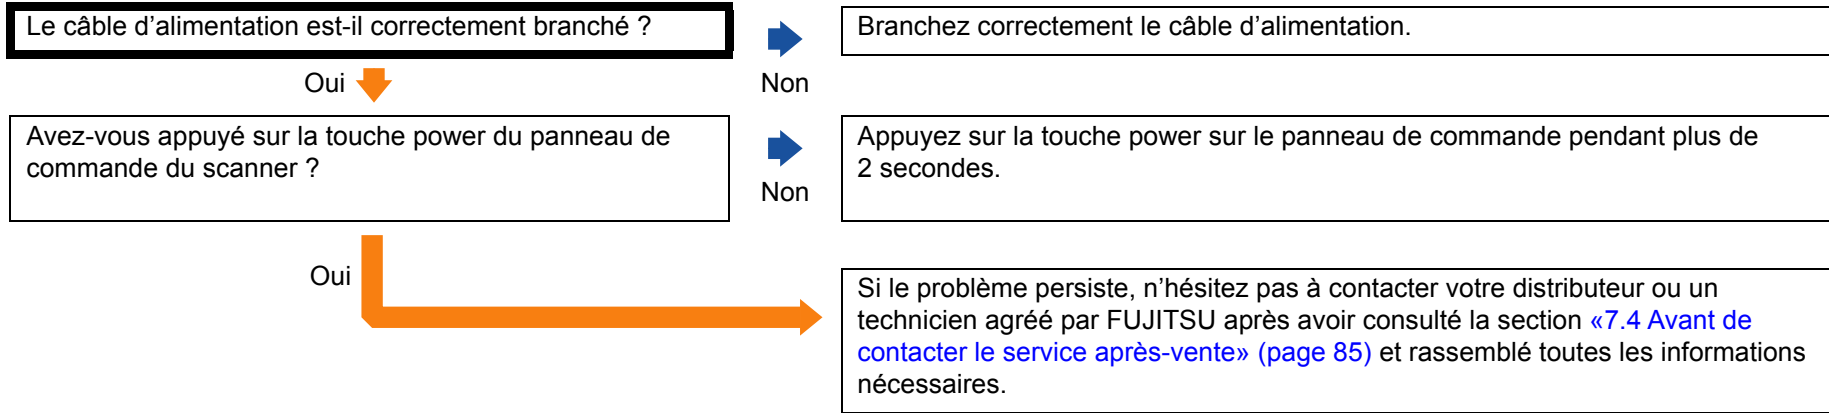 Le câble d’alimentation est-il correctement branché ?
Branchez correctement le câble d’alimentation.
Oui
Non
Avez-vous appuyé sur la touche power du panneau de
commande du scanner ?
Appuyez sur la touche power sur le panneau de commande pendant plus de
2 secondes.
Non
Oui
Si le problème persiste, n’hésitez pas à contacter votre distributeur ou un
technicien agréé par FUJITSU après avoir consulté la section «7.4 Avant de
contacter le service après-vente» (page 85) et rassemblé toutes les informations
nécessaires.